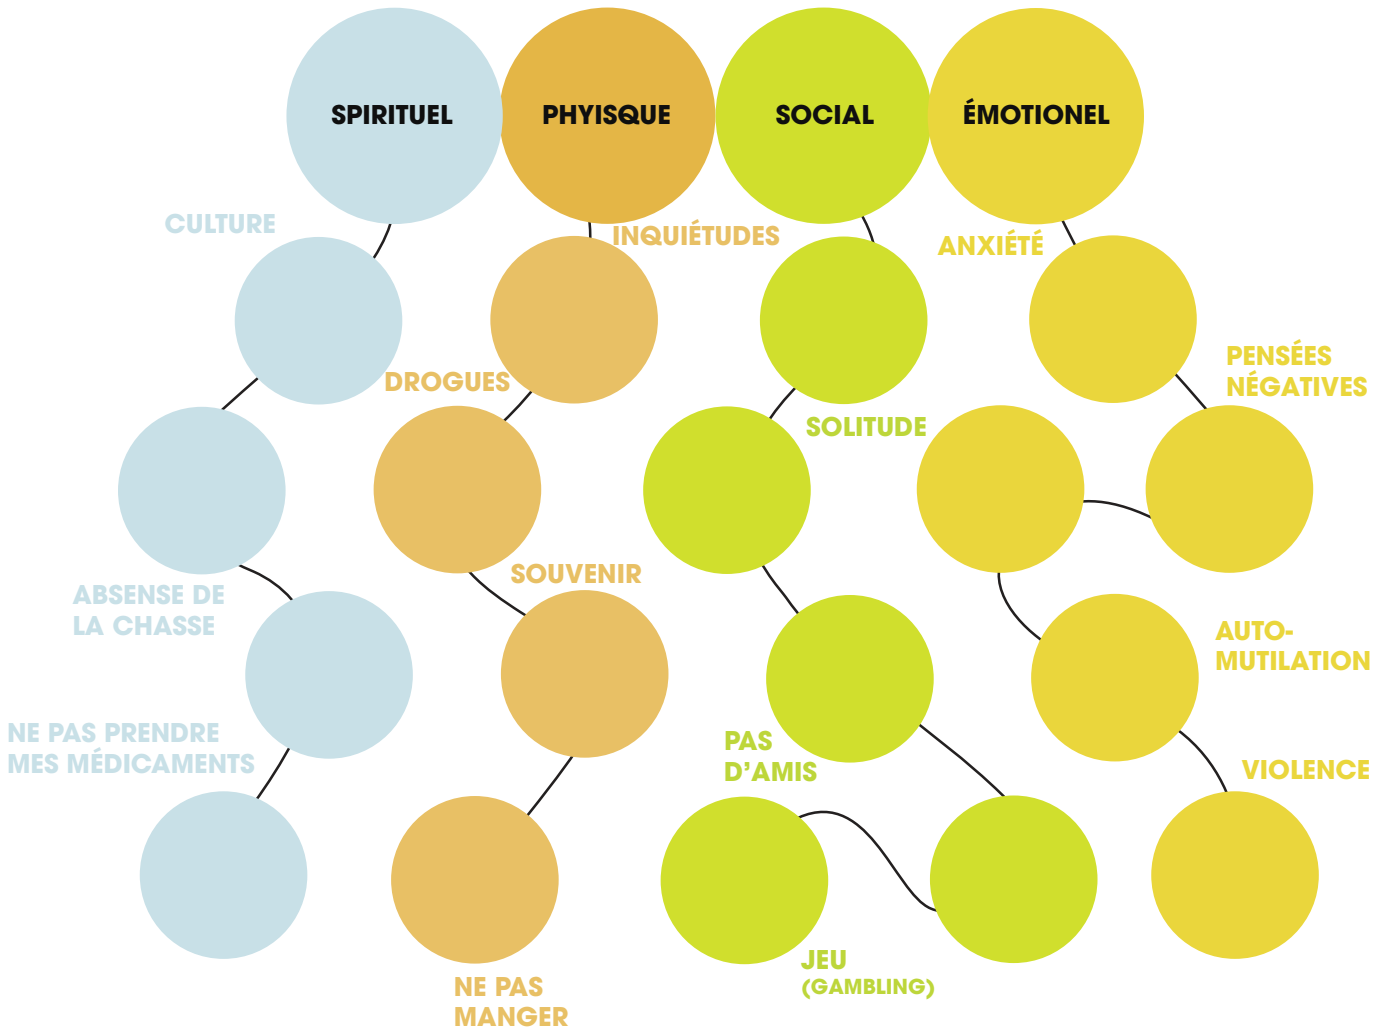 SPIRITUEL
PHYISQUE
SOCIAL
ÉMOTIONEL
CULTURE
INQUIÉTUDES
ANXIÉTÉ
PENSÉES
NÉGATIVES
DROGUES
SOLITUDE
SOUVENIR
ABSENSE DE
LA CHASSE
AUTO-
MUTILATION
NE PAS PRENDRE
MES MÉDICAMENTS
PAS
D’AMIS
VIOLENCE
JEU
(GAMBLING)
NE PAS
MANGER